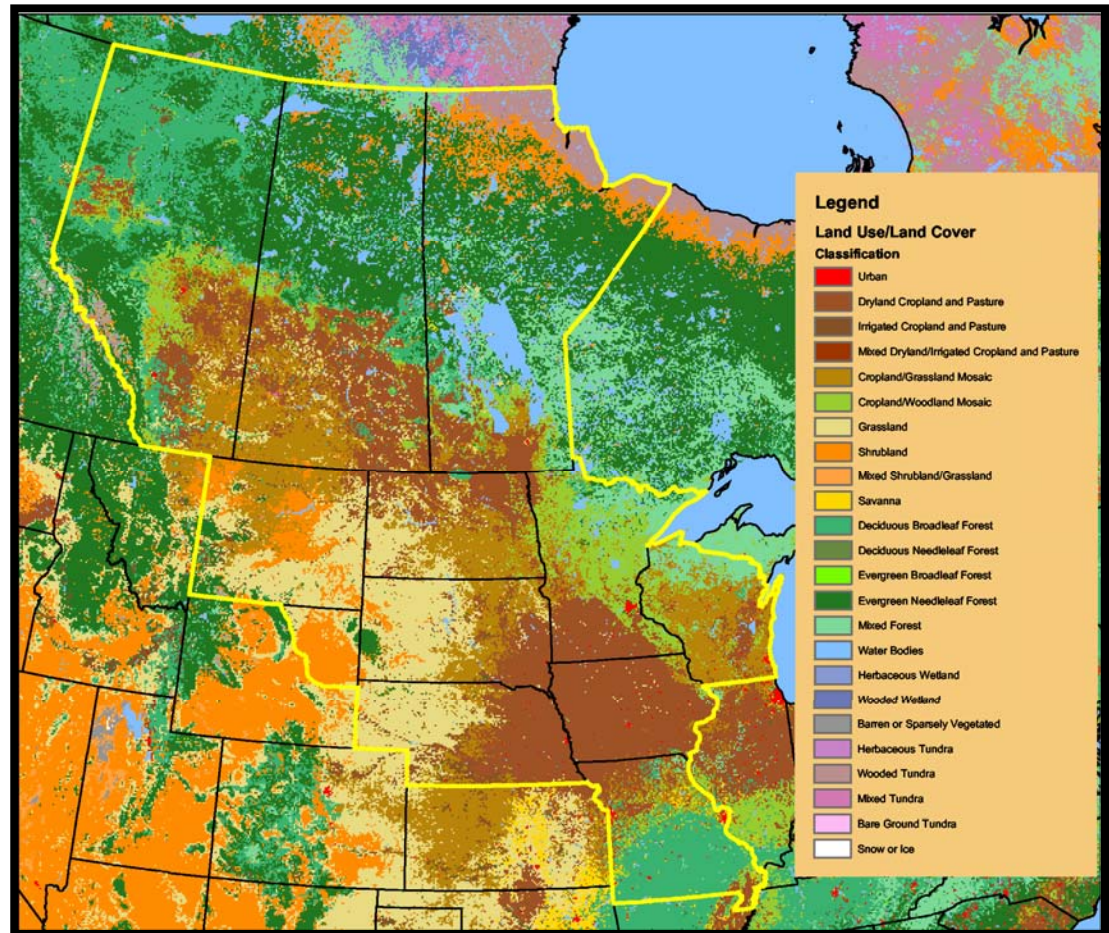 Legend
Land Use/Land Cover
Classification
Urban
Dryland Cropland and Pasture
Irrigated Cropland and Pasture
Mixed Dryland/Irrigated Cropland and Pasture
Cropland/Grassland Mosaic
Cropland/Woodland Mosaic
Grassland
Shrubland
Mixed Shrubland/Grassland
Savanna
Deciduous Broadleaf Forest
Deciduous Needleleaf Forest
Evergreen Broadleaf Forest
Evergreen Needleleaf Forest
Mixed Forest
Water Bodies
Herbaceous Wetland
Wooded Wetland
Barren or Sparsely Vegetated
Herbaceous Tundra
Wooded Tundra
Mixed Tundra
Bare Ground Tundra
Snow or Ice